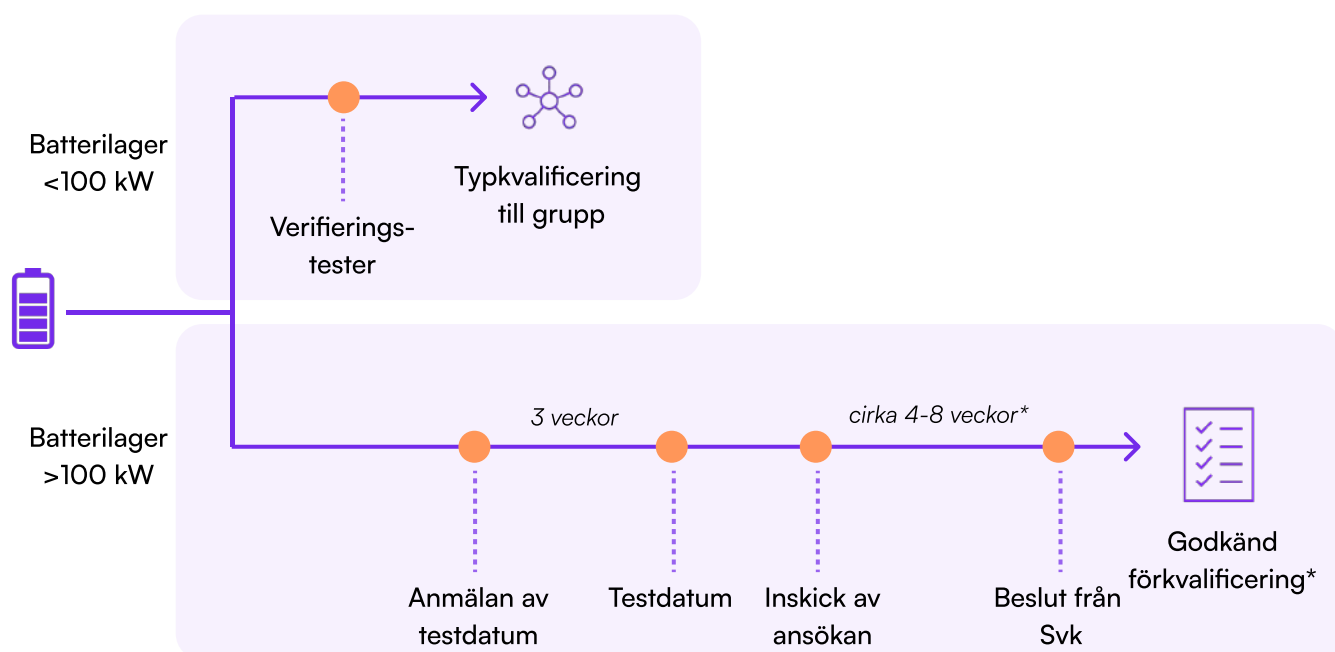 Batterilager
<100 kW
Verifierings-
tester
Typkvalificering
till grupp
Batterilager
>100 kW
3 veckor
cirka 4-8 veckor*
Anmälan av
testdatum
Testdatum
Inskick av
ansökan
Beslut från
Svk
Godkänd
förkvalificering*